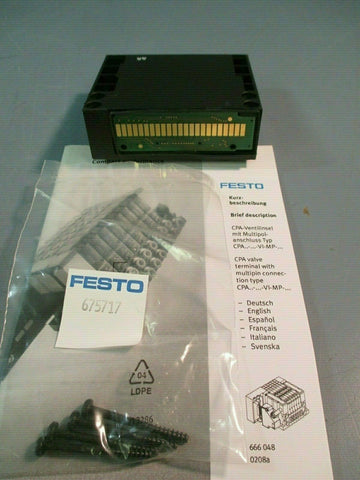 FESTO
Kurz-
beschreibung
Brief description
CPA-Ventilinsel
mit Multipol-
anschluss Typ
CPA..-...-VI-MP-...
CPA valve
terminal with
multipin connec-
tion type
CPA..-...-VI-MP-...
– Deutsch
– English
– Español
– Français
– Italiano
– Svenska
666 048
0208a
FESTO
675717
04
LDPE